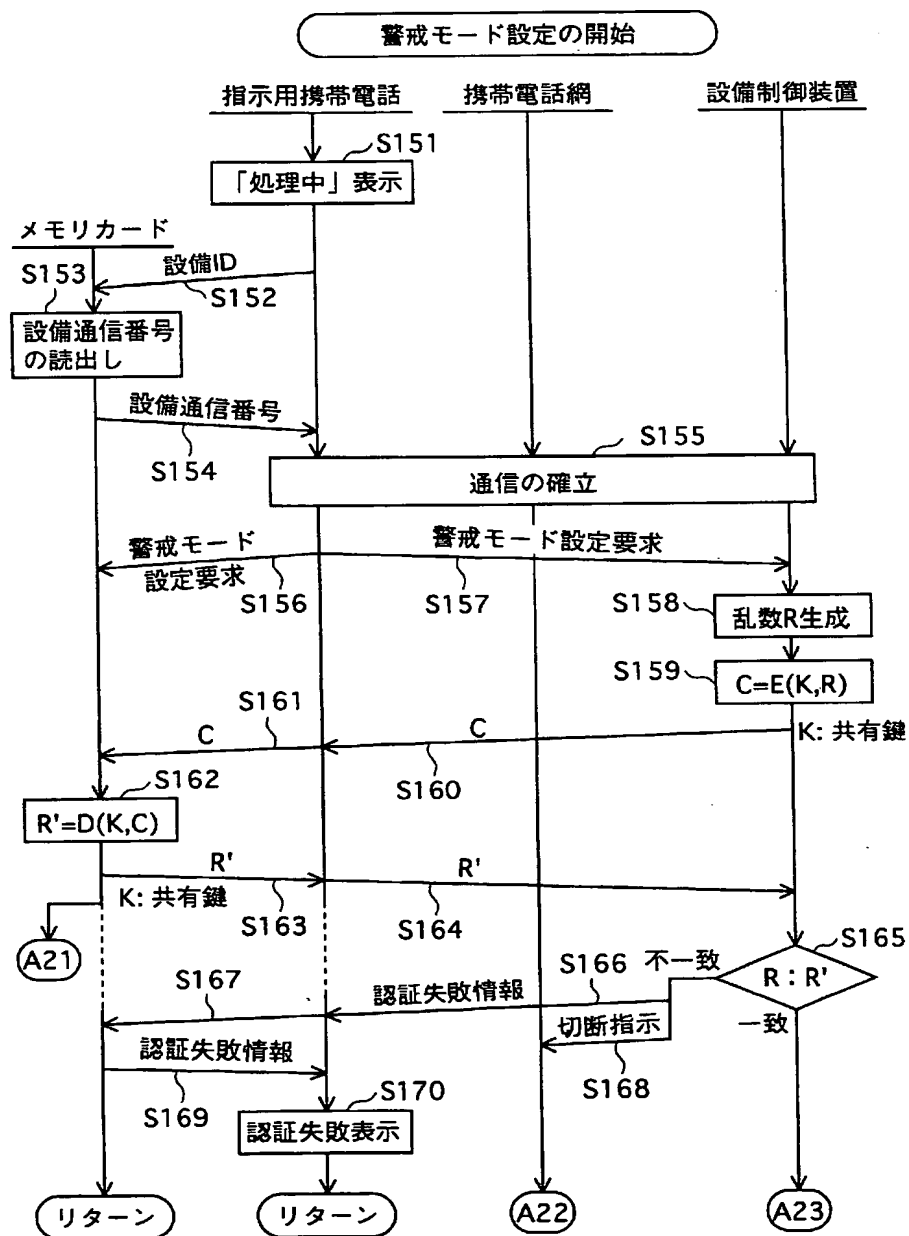 警戒モード設定の開始
指示用携帯電話
携帯電話網
設備制御装置
S151
「処理中」表示
メモリカード
S153
設備ID
S152
設備通信番号
の読出し
設備通信番号
S154
S155
通信の確立
警戒モード
設定要求
警戒モード設定要求
S156
S157
S158
乱数R生成
S159
C=E(K,R)
S161
C
C
K: 共有鍵
S160
S162
R'=D(K,C)
R'
R'
K: 共有鍵
S163
S164
A21
S165
R : R'
不一致
一致
S166
S167
認証失敗情報
切断指示
認証失敗情報
S168
S169
S170
認証失敗表示
リターン
リターン
A22
A23